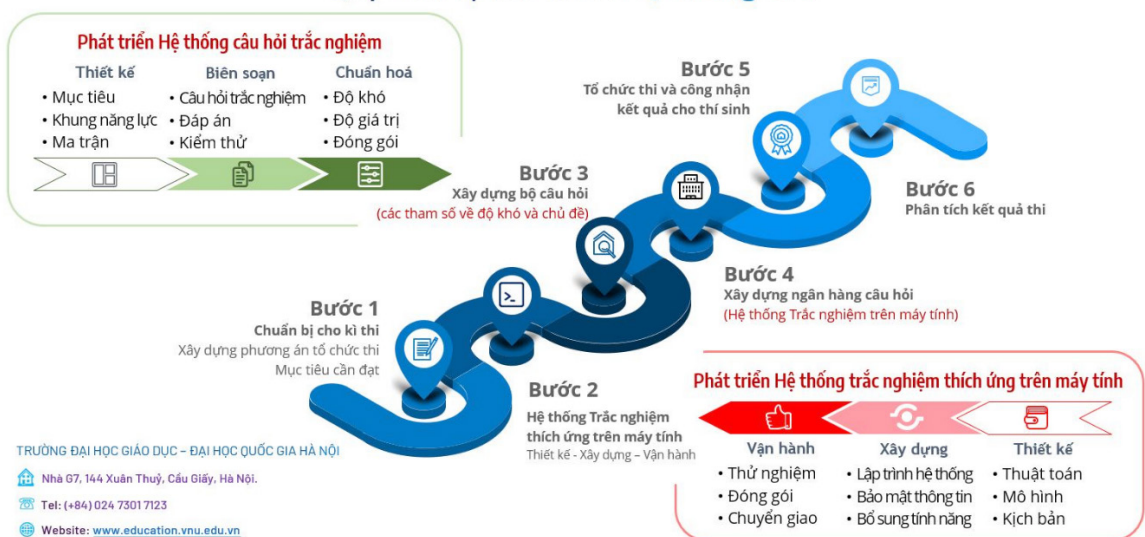 Phát triển Hệ thống câu hỏi trắc nghiệm
Thiết kế
• Mục tiêu
• Khung năng lực
• Ma trận
Biên soạn
• Câu hỏi trắc nghiệm
• Đáp án
• Kiểm thử
Chuẩn hoá
• Độ khó
• Độ giá trị
• Đóng gói
Bước 1
Chuẩn bị cho kì thi
Xây dựng phương án tổ chức thi
Mục tiêu cần đạt
Bước 2
Hệ thống Trắc nghiệm
thích ứng trên máy tính
Thiết kế - Xây dựng – Vận hành
Bước 3
Xây dựng bộ câu hỏi
(các tham số về độ khó và chủ đề)
Bước 4
Xây dựng ngân hàng câu hỏi
(Hệ thống Trắc nghiệm trên máy tính)
Bước 5
Tổ chức thi và công nhận
kết quả cho thí sinh
Bước 6
Phân tích kết quả thi
Phát triển Hệ thống trắc nghiệm thích ứng trên máy tính
Vận hành
• Thử nghiệm
• Đóng gói
• Chuyển giao
Xây dựng
• Lập trình hệ thống
• Bảo mật thông tin
• Bổ sung tính năng
Thiết kế
• Thuật toán
• Mô hình
• Kịch bản
TRƯỜNG ĐẠI HỌC GIÁO DỤC – ĐẠI HỌC QUỐC GIA HÀ NỘI
Nhà G7, 144 Xuân Thuỷ, Cầu Giấy, Hà Nội.
Tel: (+84) 024 7301 7123
Website: www.education.vnu.edu.vn